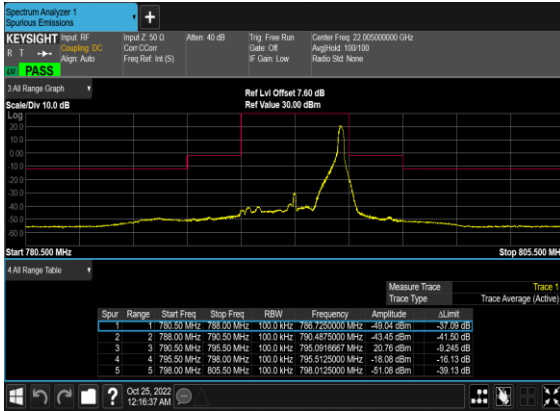 Spectrum Analyzer 1
Spurious Emissions
KEYSIGHT Input: RF Input Z: 50 Ω Atten: 40 dB Trig: Free Run Center Freq: 22.005000000 GHz
R T Coupling: DC Corr CCorr Gate: Off Avg|Hold: 100/100
Align: Auto Freq Ref: Int (S) IF Gain: Low Radio Std: None
PASS
3 All Range Graph Ref Lvl Offset 7.60 dB
Scale/Div 10.0 dB Ref Value 30.00 dBm
Log
20.0
10.0
0.00
-10.0
-20.0
-30.0
-40.0
-50.0
-60.0
Start 780.500 MHz Stop 805.500 MH
4 All Range Table
Measure Trace Trace 1
Trace Type Trace Average (Active)
Spur Range Start Freq Stop Freq RBW Frequency Amplitude ΔLimit
1 1 780.50 MHz 788.00 MHz 100.0 kHz 786.7250000 MHz -49.04 dBm -37.09 dB
2 2 788.00 MHz 790.50 MHz 100.0 kHz 790.4875000 MHz -43.45 dBm -41.50 dB
3 3 790.50 MHz 795.50 MHz 100.0 kHz 795.0916667 MHz 20.76 dBm -9.245 dB
4 4 795.50 MHz 798.00 MHz 100.0 kHz 795.5125000 MHz -18.08 dBm -16.13 dB
5 5 798.00 MHz 805.50 MHz 100.0 kHz 798.0125000 MHz -51.08 dBm -39.13 dB
Oct 25, 2022
12:16:37 AM